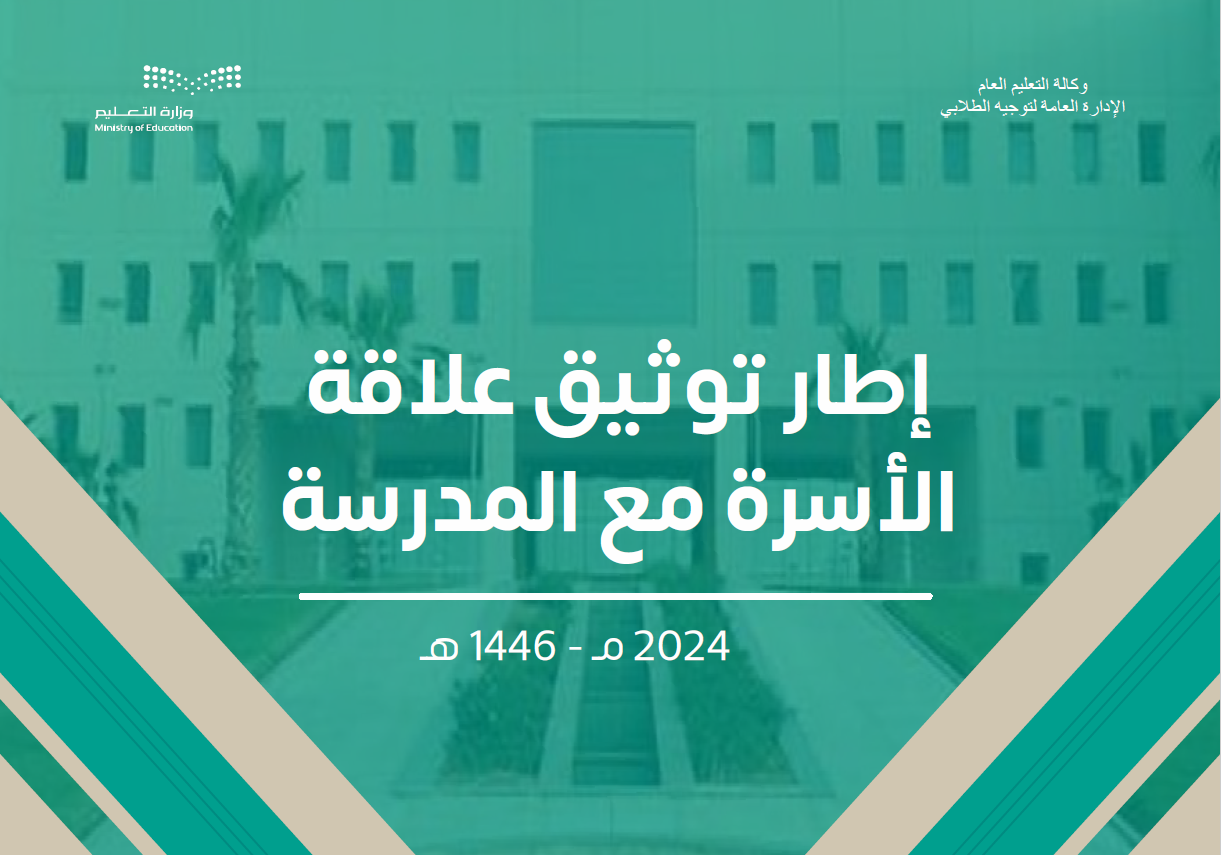 وكالة التعليم العام
الإدارة العامة لتوجيه الطلابي
وزارة التعليم
Ministry of Education
إطار توثيق علاقة
الأسرة مع المدرسة
2024 م - 1446 هـ